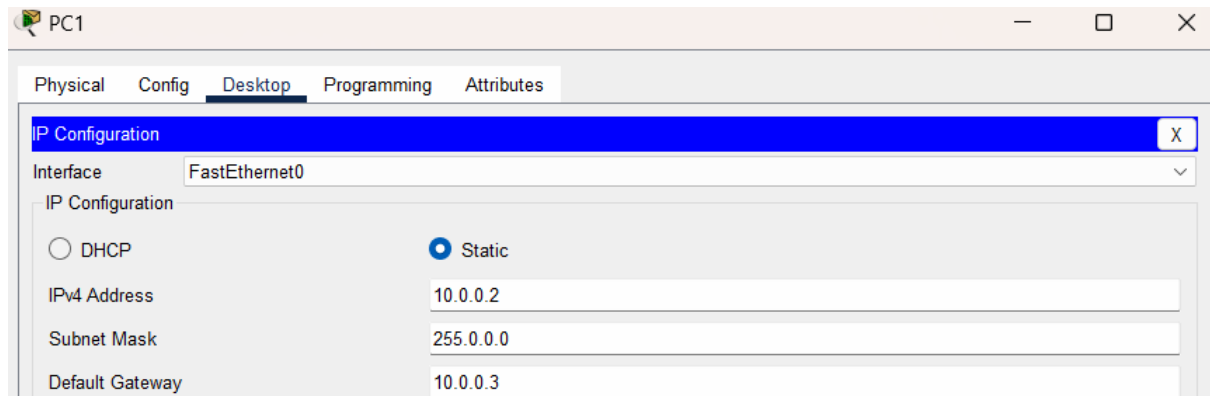 PC1
Physical Config Desktop Programming Attributes
IP Configuration X
Interface FastEthernet0
IP Configuration
DHCP Static
IPv4 Address 10.0.0.2
Subnet Mask 255.0.0.0
Default Gateway 10.0.0.3